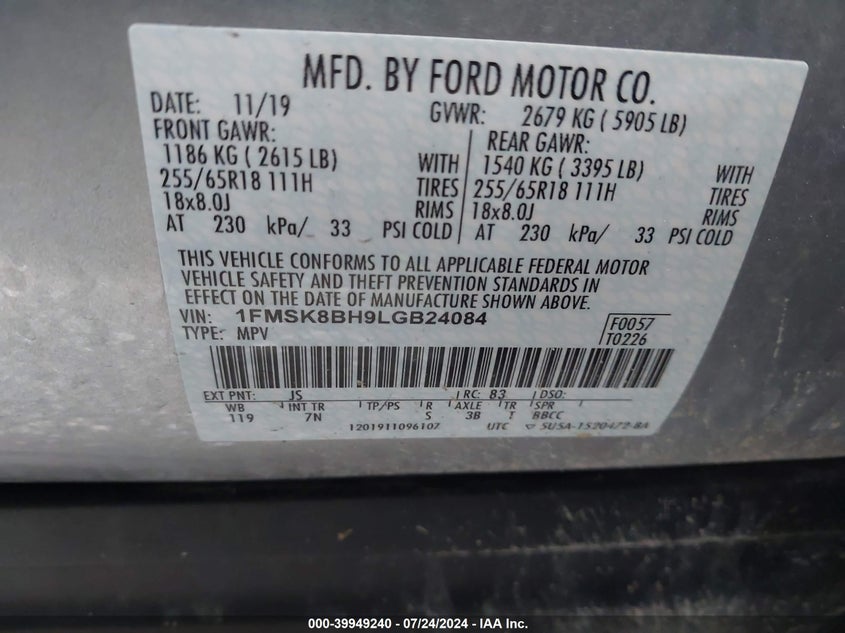 MFD. BY FORD MOTOR CO.
DATE: 11/19 GVWR: 2679 KG ( 5905 LB)
FRONT GAWR: REAR GAWR:
1186 KG ( 2615 LB) WITH 1540 KG ( 3395 LB) WITH
255/65R18 111H TIRES 255/65R18 111H TIRES
18x8.0J RIMS 18x8.0J RIMS
AT 230 kPa/ 33 PSI COLD AT 230 kPa/ 33 PSI COLD
THIS VEHICLE CONFORMS TO ALL APPLICABLE FEDERAL MOTOR
VEHICLE SAFETY AND THEFT PREVENTION STANDARDS IN
EFFECT ON THE DATE OF MANUFACTURE SHOWN ABOVE.
VIN: 1FMSK8BH9LGB24084 F0057
TYPE: MPV T0226
EXT PNT: JS RC: 83 DSO:
WB INT TR TP/PS R AXLE TR SPR
119 7N S 3B T BBCC
1201911096107 UTC ▽ 5USA-1520472-BA
000-39949240 - 07/24/2024 - IAA Inc.